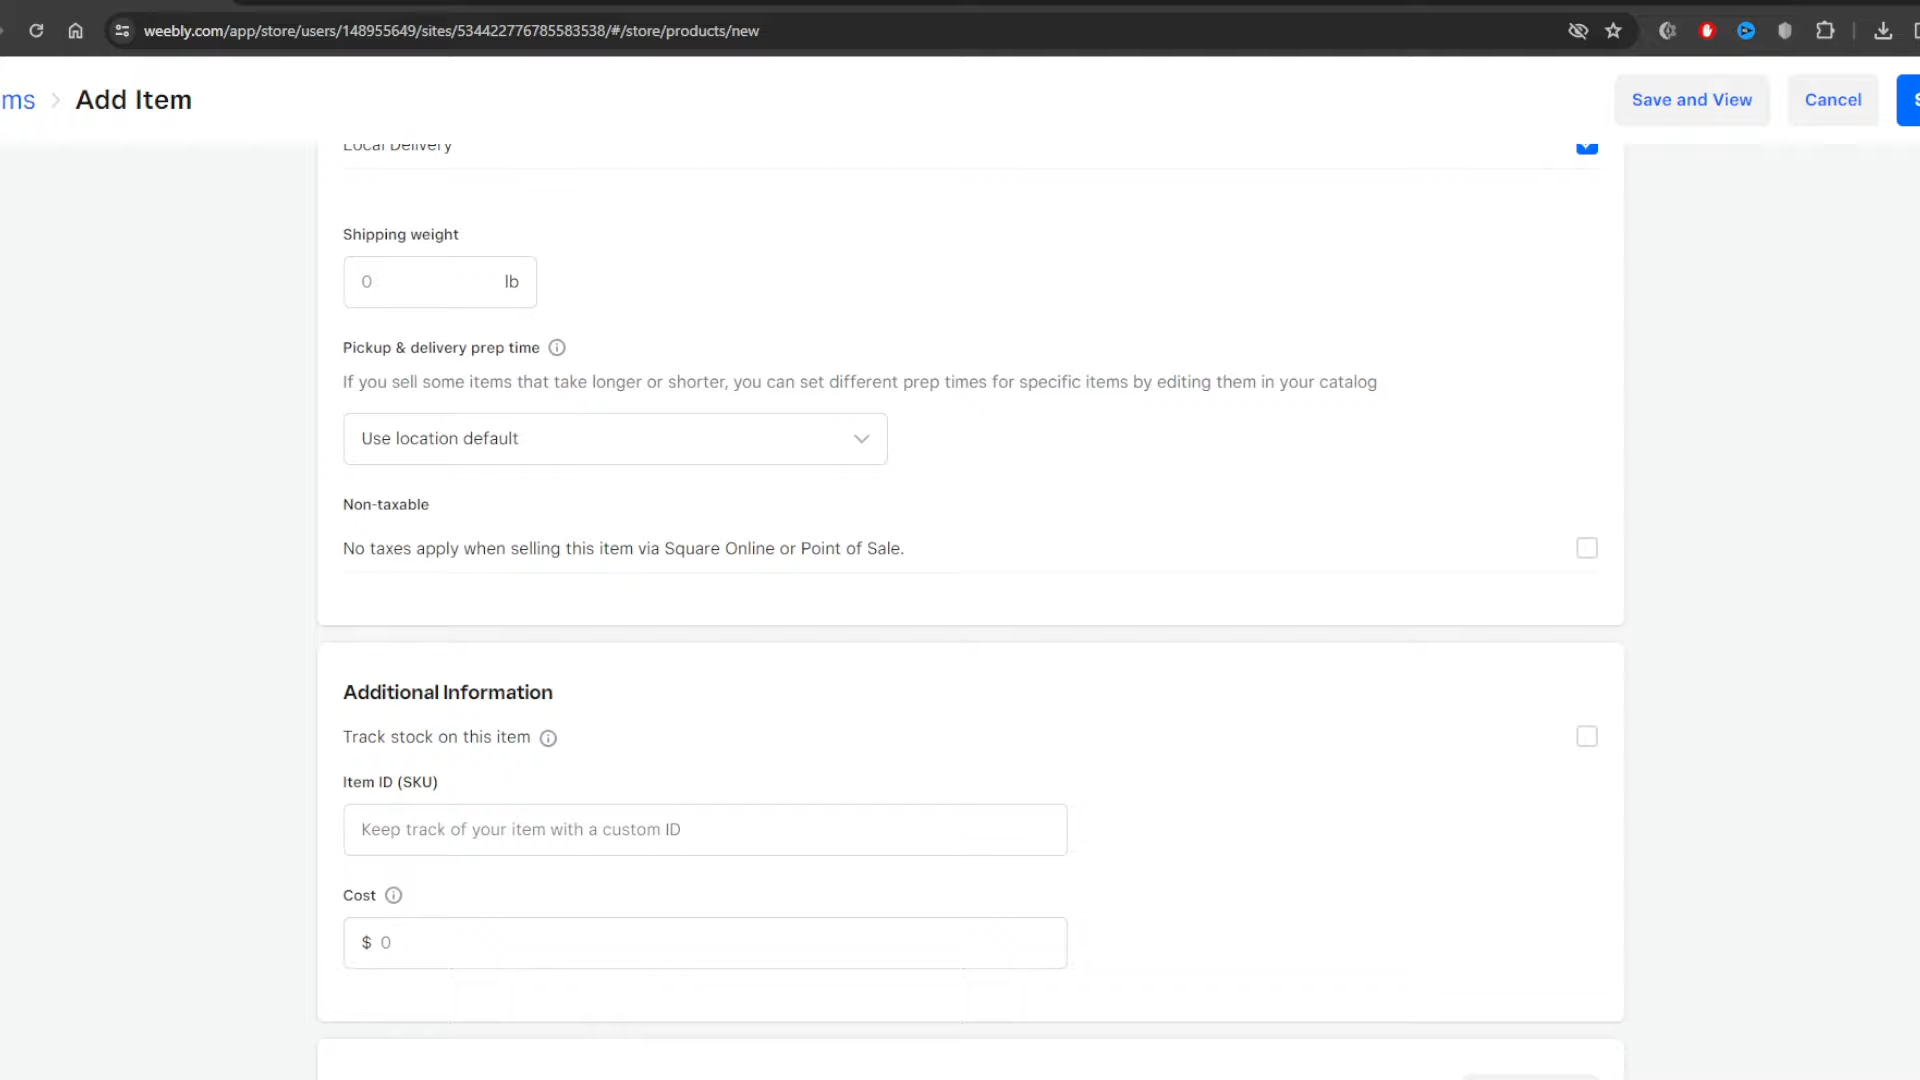 weebly.com/app/store/users/148955649/sites/534422776785583538/#/store/products/new
ms > Add Item
Save and View
Cancel
S
Local Delivery
Shipping weight
0 lb
Pickup & delivery prep time
If you sell some items that take longer or shorter, you can set different prep times for specific items by editing them in your catalog
Use location default
Non-taxable
No taxes apply when selling this item via Square Online or Point of Sale.
Additional Information
Track stock on this item
Item ID (SKU)
Keep track of your item with a custom ID
Cost
$ 0